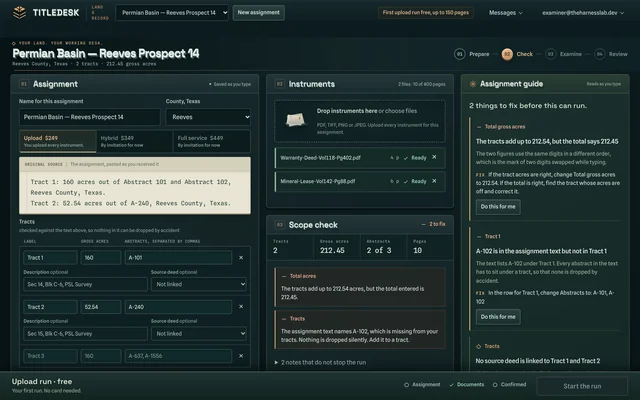 TITLEDESK
LAND & RECORD
Permian Basin — Reeves Prospect 14
New assignment
First upload run free, up to 150 pages
Messages
examiner@theharnesslab.dev
YOUR LAND. YOUR WORKING DESK.
Permian Basin — Reeves Prospect 14
Reeves County, Texas · 2 tracts · 212.45 gross acres
01 Prepare
02 Check
03 Examine
04 Review
01 Assignment
Saved as you type
Name for this assignment
County, Texas
Permian Basin — Reeves Prospect 14
Reeves
Upload $249
You upload every instrument.
Hybrid $349
By invitation for now
Full service $449
By invitation for now
ORIGINAL SOURCE | The assignment, pasted as you received it
Tract 1: 160 acres out of Abstract 101 and Abstract 102,
Reeves County, Texas.
Tract 2: 52.54 acres out of A-240, Reeves County, Texas.
Tracts
checked against the text above, so nothing in it can be dropped by accident
LABEL
GROSS ACRES
ABSTRACTS, SEPARATED BY COMMAS
Tract 1
160
A-101
×
Description optional
Source deed optional
Sec 14, Blk C-6, PSL Survey
Not linked
Tract 2
52.54
A-240
×
Description optional
Source deed optional
Sec 15, Blk C-6, PSL Survey
Not linked
Tract 3
160
A-637, A-1556
×
02 Instruments
2 files · 10 of 400 pages
Drop instruments here or choose files
PDF, TIFF, PNG or JPEG. Upload every instrument for this assignment.
Warranty-Deed-Vol118-Pg402.pdf
4 p
✓ Ready
×
Mineral-Lease-Vol142-Pg88.pdf
6 p
✓ Ready
×
03 Scope check
— 2 to fix
Tracts
2
Gross acres
212.45
Abstracts
2 of 3
Pages
10
— Total acres
The tracts add up to 212.54 acres, but the total entered is
212.45.
— Tracts
The assignment text names A-102, which is missing from your
tracts. Nothing is dropped silently. Add it to a tract.
2 notes that do not stop the run
Assignment guide
Reads as you type
2 things to fix before this can run.
— Total gross acres
The tracts add up to 212.54, but the total says 212.45
The two figures use the same digits in a different order,
which is the mark of two digits swapped while typing.
FIX If the tract acres are right, change Total gross acres
to 212.54. If the total is right, find the tract whose acres are
off and correct it.
Do this for me
— Tract 1
A-102 is in the assignment text but not in Tract 1
The text lists A-102 under Tract 1. Every abstract in the text
has to sit under a tract, so that none is dropped by
accident.
FIX In the row for Tract 1, change Abstracts to: A-101, A-
102
Do this for me
Tracts
No source deed is linked to Tract 1 and Tract 2
Upload run · free
Your first run. No card needed.
Assignment
✓ Documents
Confirmed
Start the run